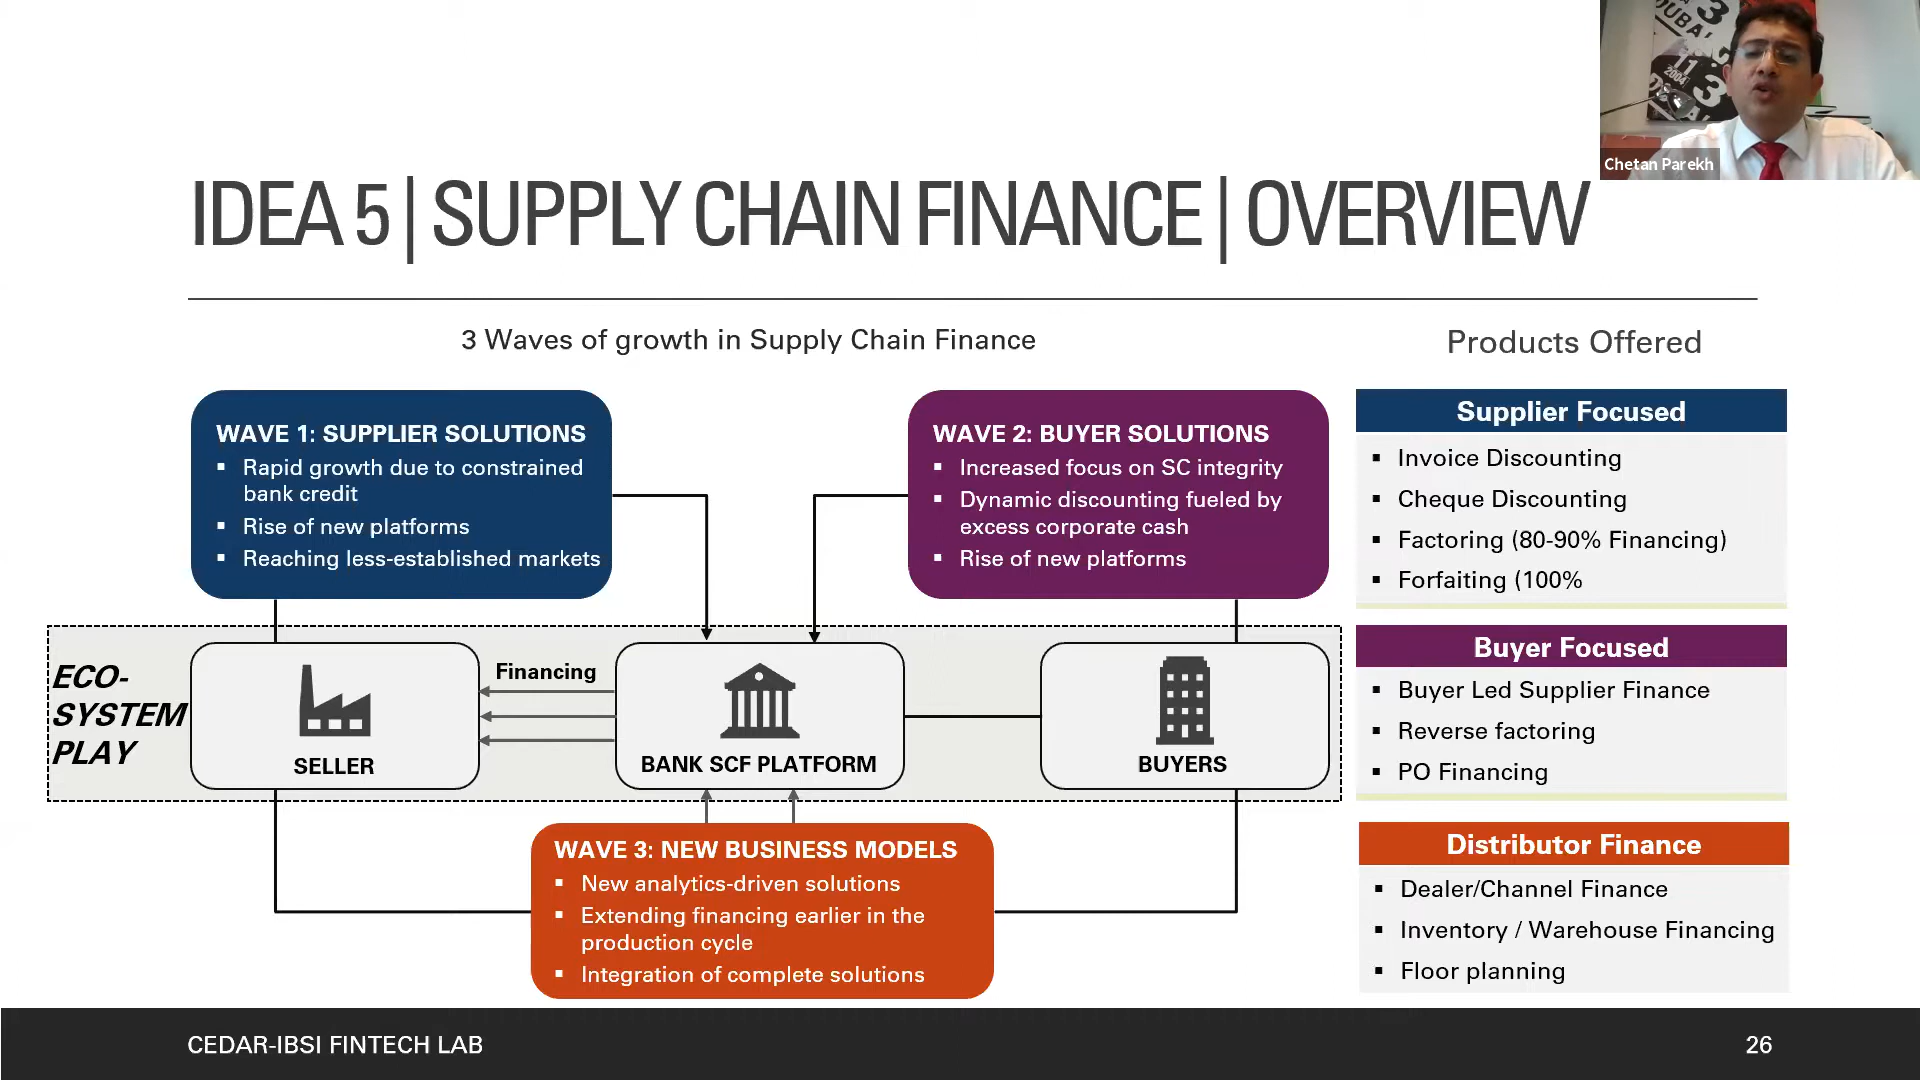 Chetan Parekh
IDEA 5 | SUPPLY CHAIN FINANCE | OVERVIEW
3 Waves of growth in Supply Chain Finance
WAVE 1: SUPPLIER SOLUTIONS
▪ Rapid growth due to constrained
bank credit
▪ Rise of new platforms
▪ Reaching less-established markets
WAVE 2: BUYER SOLUTIONS
▪ Increased focus on SC integrity
▪ Dynamic discounting fueled by
excess corporate cash
▪ Rise of new platforms
ECO-
SYSTEM
PLAY
SELLER
Financing
BANK SCF PLATFORM
BUYERS
WAVE 3: NEW BUSINESS MODELS
▪ New analytics-driven solutions
▪ Extending financing earlier in the
production cycle
▪ Integration of complete solutions
Products Offered
Supplier Focused
▪ Invoice Discounting
▪ Cheque Discounting
▪ Factoring (80-90% Financing)
▪ Forfaiting (100%
Buyer Focused
▪ Buyer Led Supplier Finance
▪ Reverse factoring
▪ PO Financing
Distributor Finance
▪ Dealer/Channel Finance
▪ Inventory / Warehouse Financing
▪ Floor planning
CEDAR-IBSI FINTECH LAB
26
DUBAI
3
11
2004
3